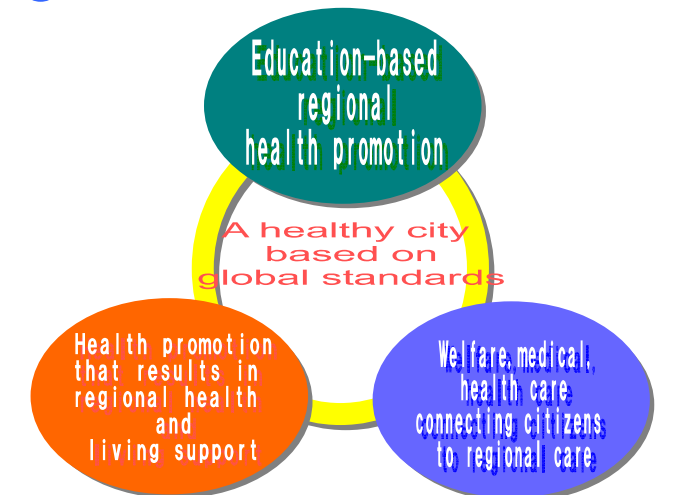 Education-based
regional
health promotion
A healthy city
based on
global standards
Health promotion
that results in
regional health
and
living support
Welfare, medical,
health care
connecting citizens
to regional care